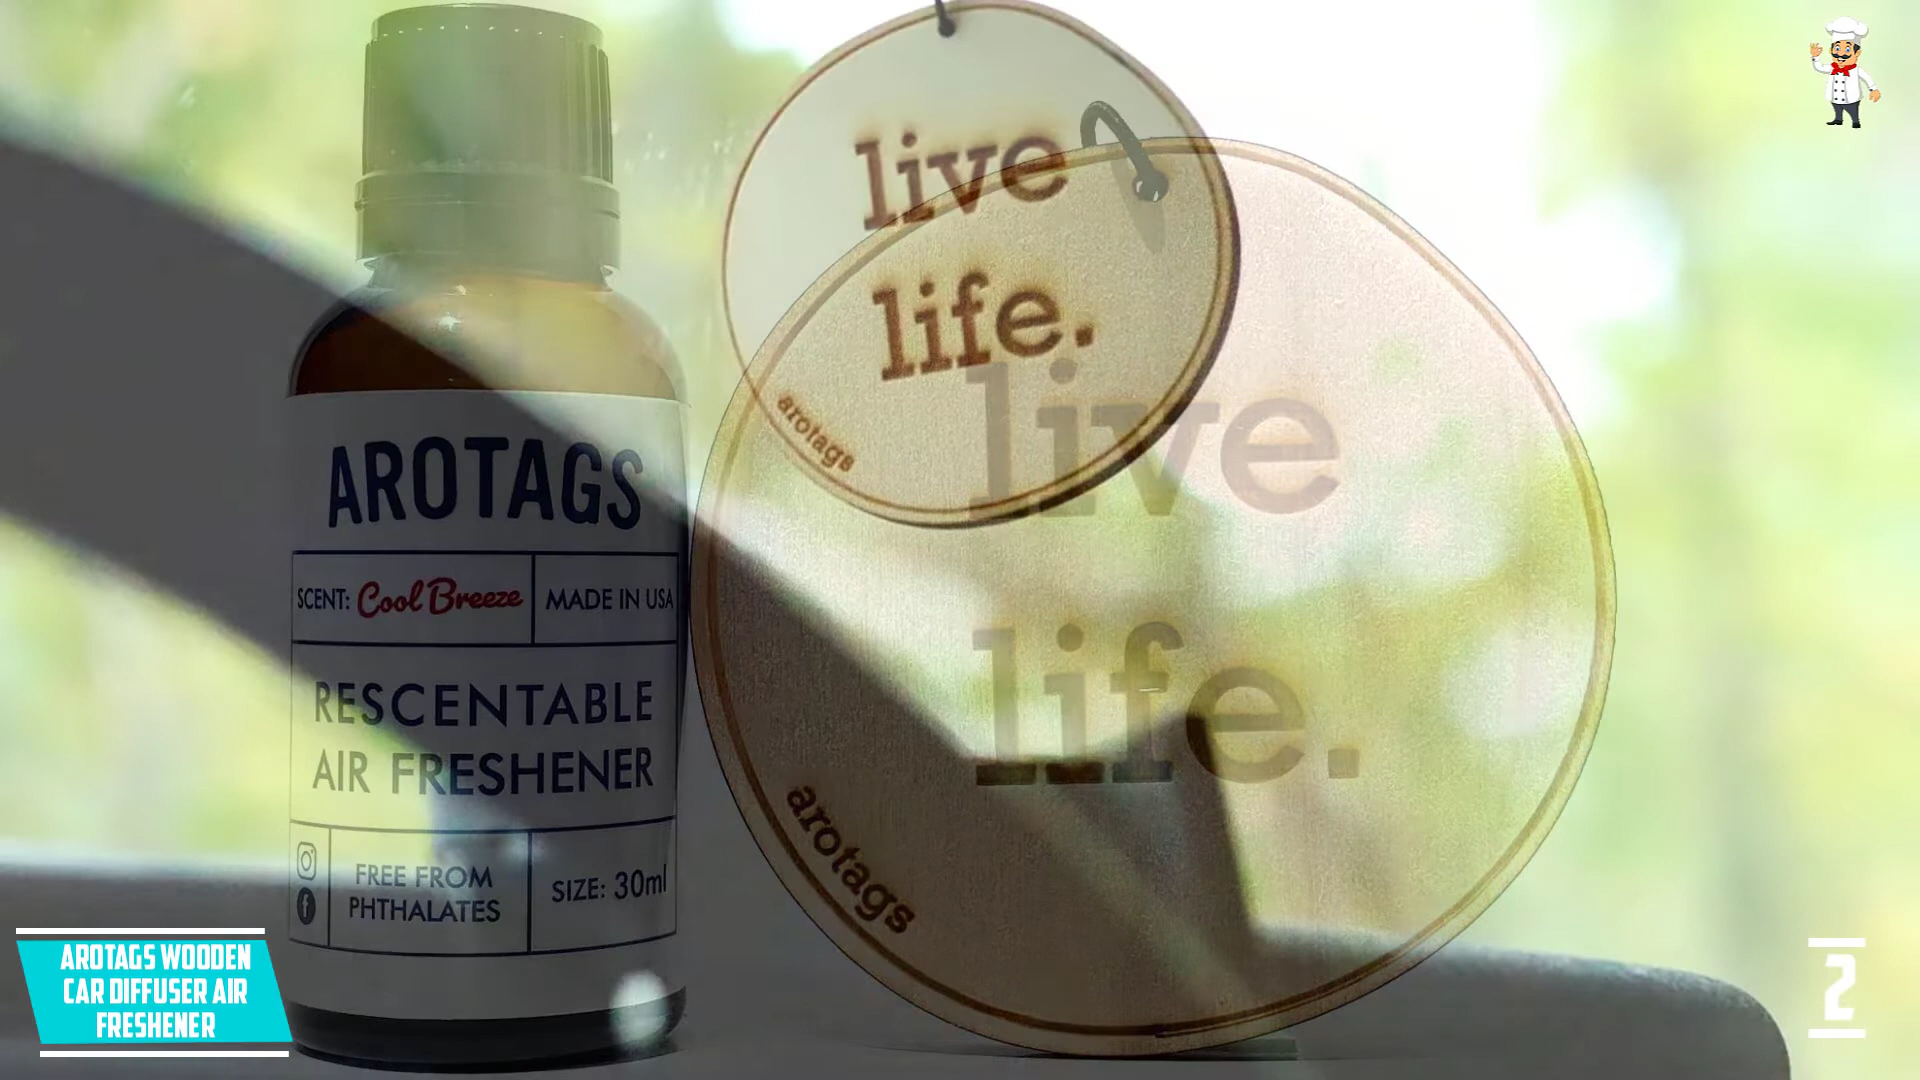 live
life.
arotags
live
life.
arotags
AROTAGS
SCENT: Cool Breeze
MADE IN USA
RESCENTABLE
AIR FRESHENER
FREE FROM
PHTHALATES
SIZE: 30ml
AROTAGS WOODEN
CAR DIFFUSER AIR
FRESHENER
2